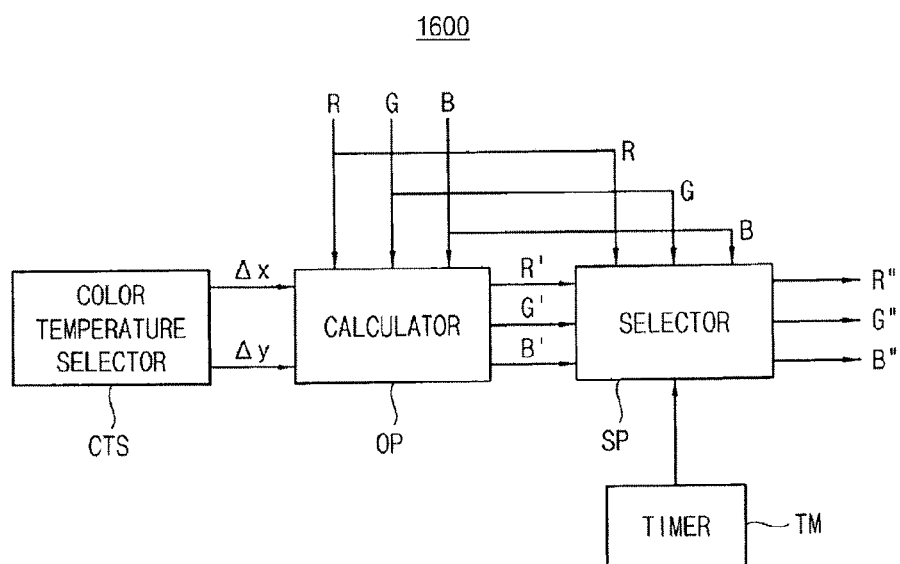 1600
R G B
R
G
B
COLOR
TEMPERATURE
SELECTOR
Δx
Δy
CALCULATOR
R'
G'
B'
SELECTOR
R"
G"
B"
CTS
OP
SP
TIMER
TM